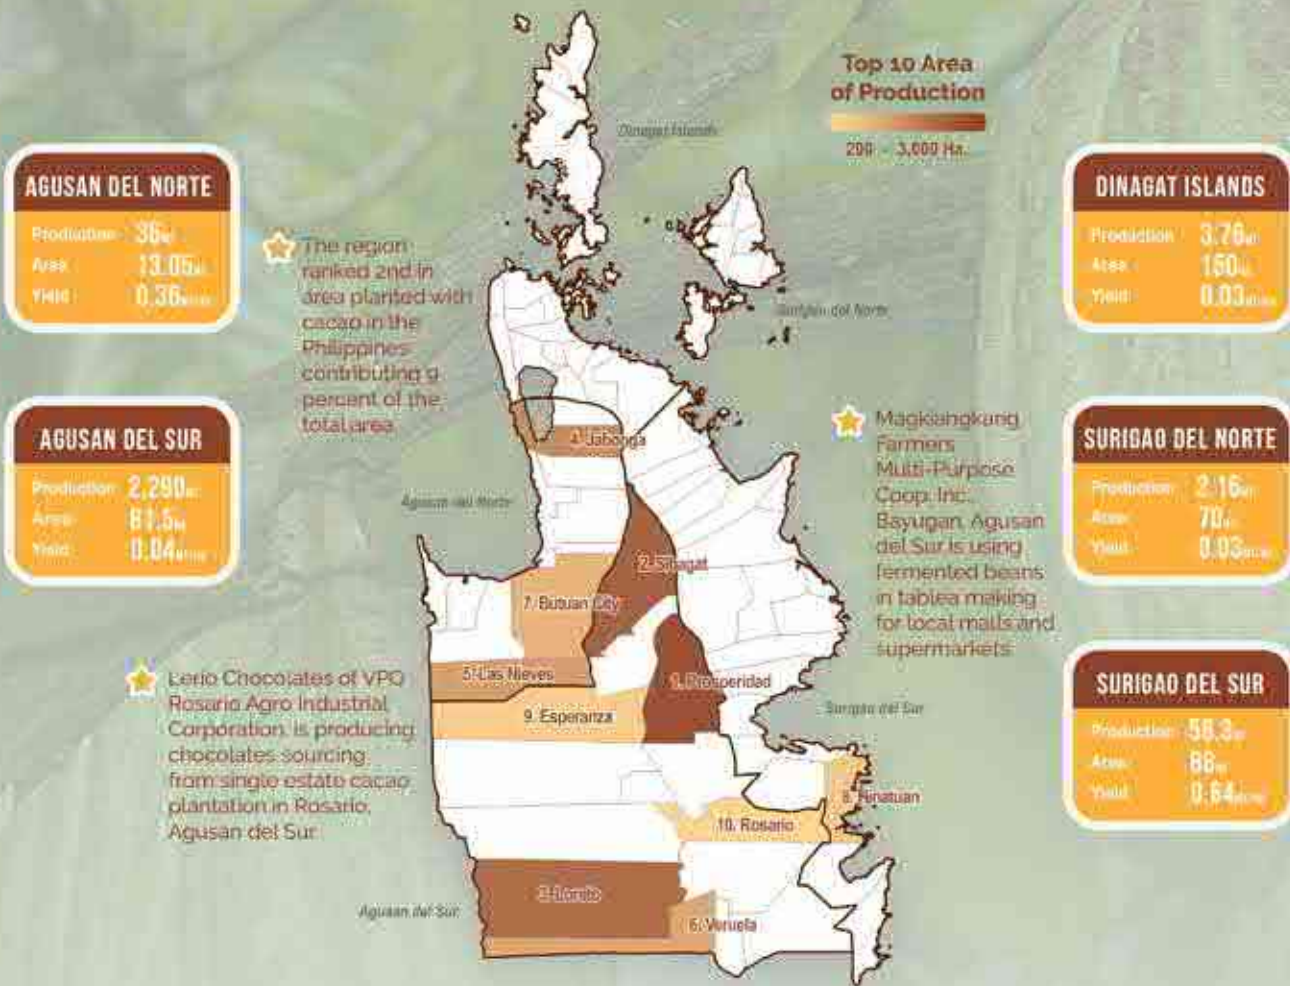 Top 10 Area
of Production
200 - 3,000 Ha.
AGUSAN DEL NORTE
Production 36
Area 13.05
Yield 0.36
AGUSAN DEL SUR
Production 2,290
Area 61.5
Yield 0.04
DINAGAT ISLANDS
Production 3.76
Area 150
Yield 0.03
SURIGAO DEL NORTE
Production 2.16
Area 70
Yield 0.03
SURIGAO DEL SUR
Production 56.3
Area 88
Yield 0.64
The region
ranked 2nd in
area planted with
cacao in the
Philippines
contributing 9
percent of the
total area.
Magkiangkang
Farmers
Multi-Purpose
Coop. Inc.,
Bayugan, Agusan
del Sur is using
fermented beans
in tablea making
for local malls and
supermarkets.
Lerio Chocolates of VPO
Rosario Agro Industrial
Corporation, is producing
chocolates sourcing
from single estate cacao
plantation in Rosario,
Agusan del Sur
Dinagat Islands
Surigao del Norte
Agusan del Norte
Surigao del Sur
Agusan del Sur
4. Jabonga
2. Sibagat
7. Butuan City
5. Las Nieves
1. Prosperidad
9. Esperanza
8. Hinatuan
10. Rosario
3. Loreto
6. Veruela